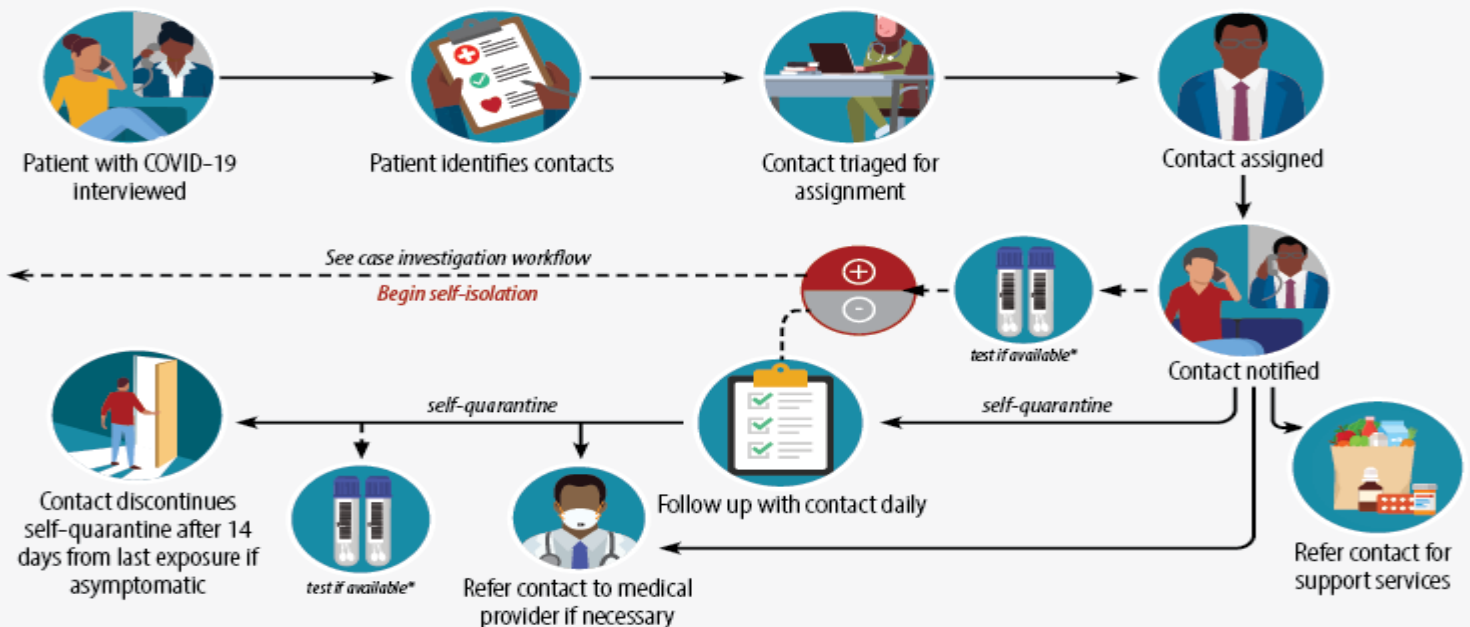 Patient with COVID-19
interviewed
Patient identifies contacts
Contact triaged for
assignment
Contact assigned
See case investigation workflow
Begin self-isolation
+
-
test if available*
Contact notified
self-quarantine
self-quarantine
Contact discontinues
self-quarantine after 14
days from last exposure if
asymptomatic
test if available*
Refer contact to medical
provider if necessary
Follow up with contact daily
Refer contact for
support services